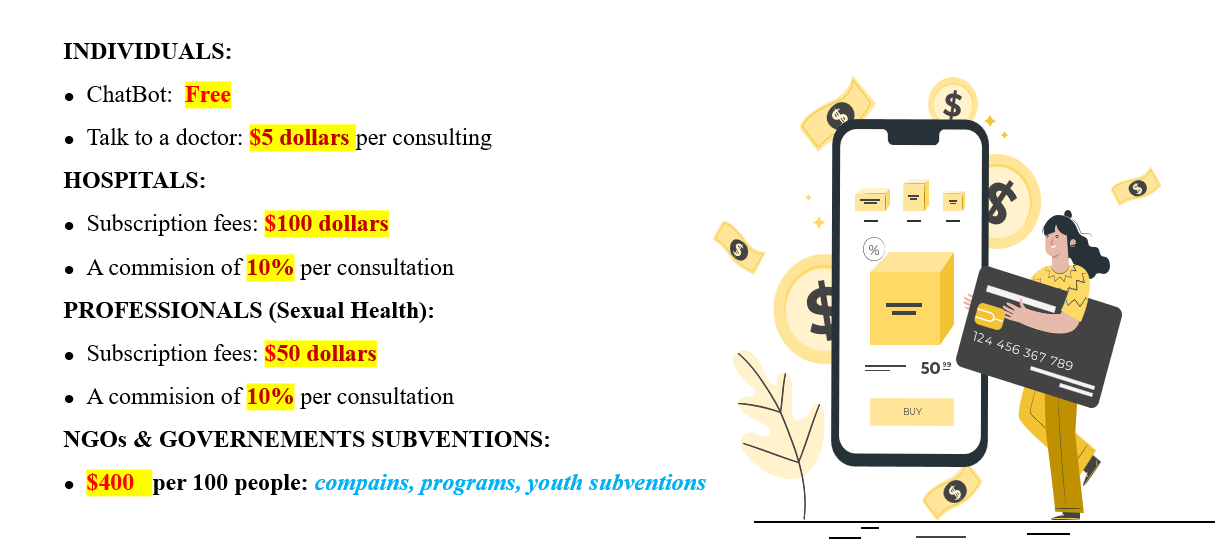 INDIVIDUALS:
● ChatBot: Free
● Talk to a doctor: $5 dollars per consulting
HOSPITALS:
● Subscription fees: $100 dollars
● A commision of 10% per consultation
PROFESSIONALS (Sexual Health):
● Subscription fees: $50 dollars
● A commision of 10% per consultation
NGOs & GOVERNEMENTS SUBVENTIONS:
● $400 per 100 people: compains, programs, youth subventions
$
$
$
$
$
$
%
$
124 456 367 789
50 99
BUY
$